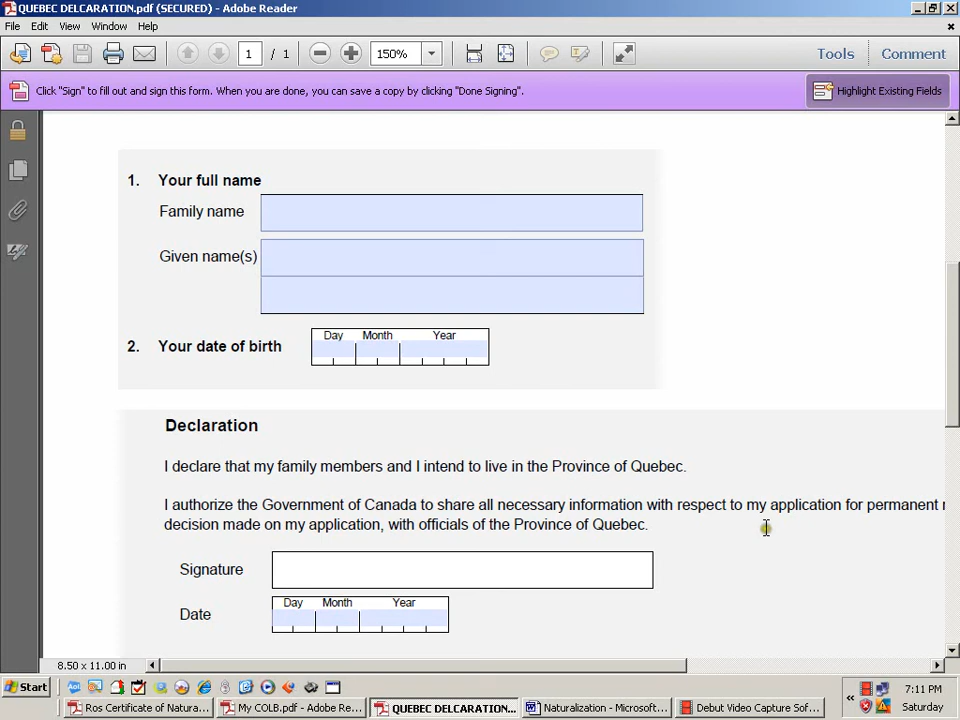 QUEBEC DELCARATION.pdf (SECURED) - Adobe Reader
File Edit View Window Help
1 / 1 150% Tools Comment
Click "Sign" to fill out and sign this form. When you are done, you can save a copy by clicking "Done Signing".
Highlight Existing Fields
1. Your full name
Family name
Given name(s)
Day Month Year
2. Your date of birth
Declaration
I declare that my family members and I intend to live in the Province of Quebec.
I authorize the Government of Canada to share all necessary information with respect to my application for permanent
decision made on my application, with officials of the Province of Quebec.
Signature
Day Month Year
Date
8.50 x 11.00 in
Start
7:11 PM
Ros Certificate of Natura...
My COLB.pdf - Adobe Re...
QUEBEC DECLARATION...
Naturalization - Microsoft...
Debut Video Capture Sof...
Saturday